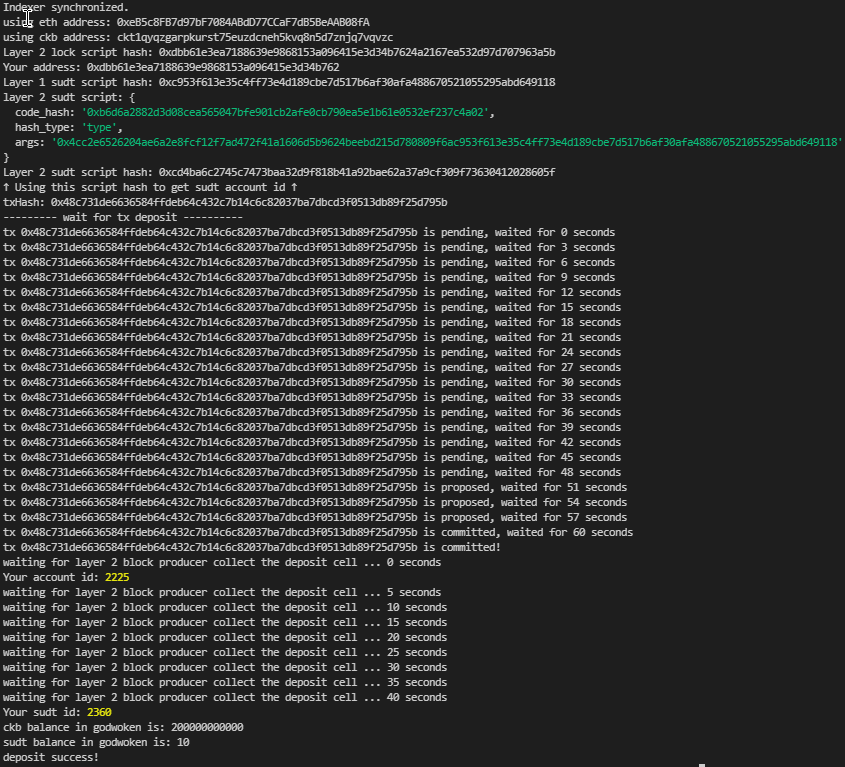 Indexer synchronized.
using eth address: 0xeB5c8FB7d97bF7084ABdD77CCaF7dB5BeAAB08fA
using ckb address: ckt1qyqzgarpkurst75euzdcneh5kvq8n5d7znjq7vqvzc
Layer 2 lock script hash: 0xdbb61e3ea7188639e9868153a096415e3d34b7624a2167ea532d97d707963a5b
Your address: 0xdbb61e3ea7188639e9868153a096415e3d34b762
Layer 1 sudt script hash: 0xc953f613e35c4ff73e4d189cbe7d517b6af30afa488670521055295abd649118
layer 2 sudt script: {
  code_hash: '0xb6d6a2882d3d08cea565047bfe901cb2afe0cb790ea5e1b61e0532ef237c4a02',
  hash_type: 'type',
  args: '0x4cc2e6526204ae6a2e8fcf12f7ad472f41a1606d5b9624beebd215d780809f6ac953f613e35c4ff73e4d189cbe7d517b6af30afa488670521055295abd649118'
}
Layer 2 sudt script hash: 0xcd4ba6c2745c7473baa32d9f818b41a92bae62a37a9cf309f73630412028605f
↑ Using this script hash to get sudt account id ↑
txHash: 0x48c731de6636584ffdeb64c432c7b14c6c82037ba7dbcd3f0513db89f25d795b
--------- wait for tx deposit ----------
tx 0x48c731de6636584ffdeb64c432c7b14c6c82037ba7dbcd3f0513db89f25d795b is pending, waited for 0 seconds
tx 0x48c731de6636584ffdeb64c432c7b14c6c82037ba7dbcd3f0513db89f25d795b is pending, waited for 3 seconds
tx 0x48c731de6636584ffdeb64c432c7b14c6c82037ba7dbcd3f0513db89f25d795b is pending, waited for 6 seconds
tx 0x48c731de6636584ffdeb64c432c7b14c6c82037ba7dbcd3f0513db89f25d795b is pending, waited for 9 seconds
tx 0x48c731de6636584ffdeb64c432c7b14c6c82037ba7dbcd3f0513db89f25d795b is pending, waited for 12 seconds
tx 0x48c731de6636584ffdeb64c432c7b14c6c82037ba7dbcd3f0513db89f25d795b is pending, waited for 15 seconds
tx 0x48c731de6636584ffdeb64c432c7b14c6c82037ba7dbcd3f0513db89f25d795b is pending, waited for 18 seconds
tx 0x48c731de6636584ffdeb64c432c7b14c6c82037ba7dbcd3f0513db89f25d795b is pending, waited for 21 seconds
tx 0x48c731de6636584ffdeb64c432c7b14c6c82037ba7dbcd3f0513db89f25d795b is pending, waited for 24 seconds
tx 0x48c731de6636584ffdeb64c432c7b14c6c82037ba7dbcd3f0513db89f25d795b is pending, waited for 27 seconds
tx 0x48c731de6636584ffdeb64c432c7b14c6c82037ba7dbcd3f0513db89f25d795b is pending, waited for 30 seconds
tx 0x48c731de6636584ffdeb64c432c7b14c6c82037ba7dbcd3f0513db89f25d795b is pending, waited for 33 seconds
tx 0x48c731de6636584ffdeb64c432c7b14c6c82037ba7dbcd3f0513db89f25d795b is pending, waited for 36 seconds
tx 0x48c731de6636584ffdeb64c432c7b14c6c82037ba7dbcd3f0513db89f25d795b is pending, waited for 39 seconds
tx 0x48c731de6636584ffdeb64c432c7b14c6c82037ba7dbcd3f0513db89f25d795b is pending, waited for 42 seconds
tx 0x48c731de6636584ffdeb64c432c7b14c6c82037ba7dbcd3f0513db89f25d795b is pending, waited for 45 seconds
tx 0x48c731de6636584ffdeb64c432c7b14c6c82037ba7dbcd3f0513db89f25d795b is pending, waited for 48 seconds
tx 0x48c731de6636584ffdeb64c432c7b14c6c82037ba7dbcd3f0513db89f25d795b is proposed, waited for 51 seconds
tx 0x48c731de6636584ffdeb64c432c7b14c6c82037ba7dbcd3f0513db89f25d795b is proposed, waited for 54 seconds
tx 0x48c731de6636584ffdeb64c432c7b14c6c82037ba7dbcd3f0513db89f25d795b is proposed, waited for 57 seconds
tx 0x48c731de6636584ffdeb64c432c7b14c6c82037ba7dbcd3f0513db89f25d795b is committed, waited for 60 seconds
tx 0x48c731de6636584ffdeb64c432c7b14c6c82037ba7dbcd3f0513db89f25d795b is committed!
waiting for layer 2 block producer collect the deposit cell ... 0 seconds
Your account id: 2225
waiting for layer 2 block producer collect the deposit cell ... 5 seconds
waiting for layer 2 block producer collect the deposit cell ... 10 seconds
waiting for layer 2 block producer collect the deposit cell ... 15 seconds
waiting for layer 2 block producer collect the deposit cell ... 20 seconds
waiting for layer 2 block producer collect the deposit cell ... 25 seconds
waiting for layer 2 block producer collect the deposit cell ... 30 seconds
waiting for layer 2 block producer collect the deposit cell ... 35 seconds
waiting for layer 2 block producer collect the deposit cell ... 40 seconds
Your sudt id: 2360
ckb balance in godwoken is: 200000000000
sudt balance in godwoken is: 10
deposit success!